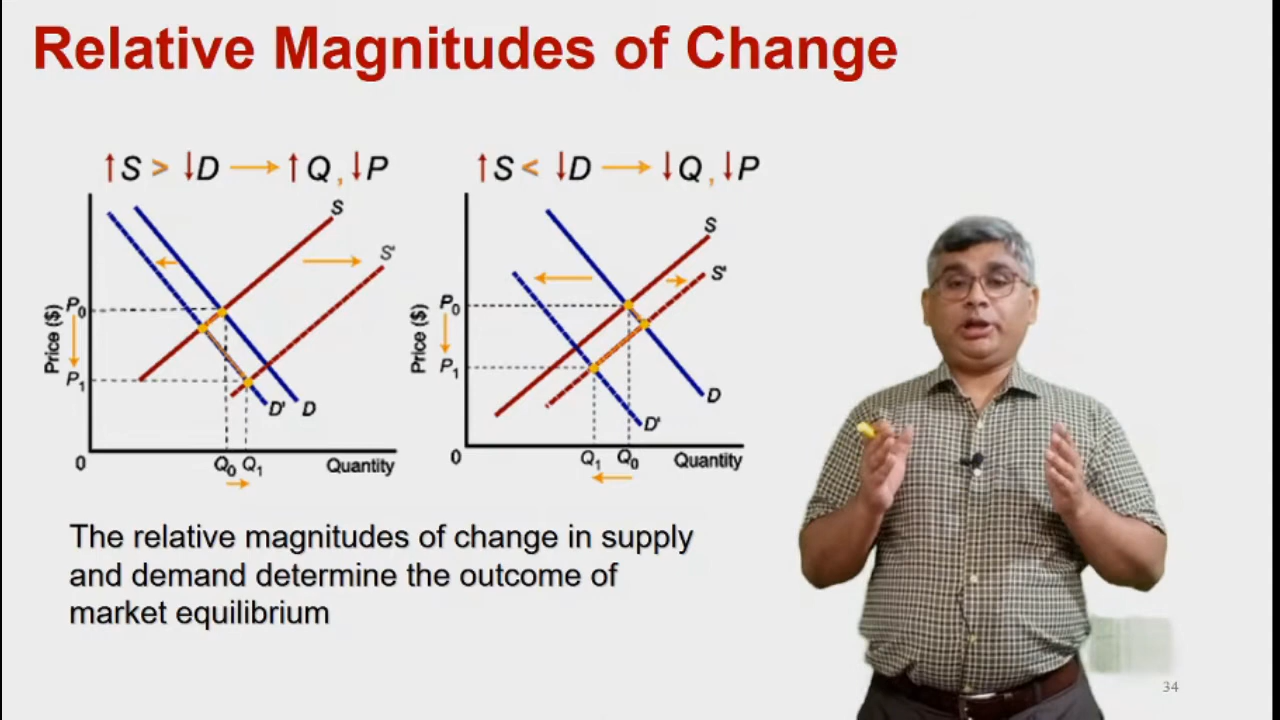 Relative Magnitudes of Change
↑S > ↓D → ↑Q, ↓P
S
S'
P₀
Price ($)
P₁
D' D
0
Q₀ Q₁
Quantity
↑S < ↓D → ↓Q, ↓P
S
S'
P₀
Price ($)
P₁
D
D'
0
Q₁ Q₀
Quantity
The relative magnitudes of change in supply
and demand determine the outcome of
market equilibrium
34